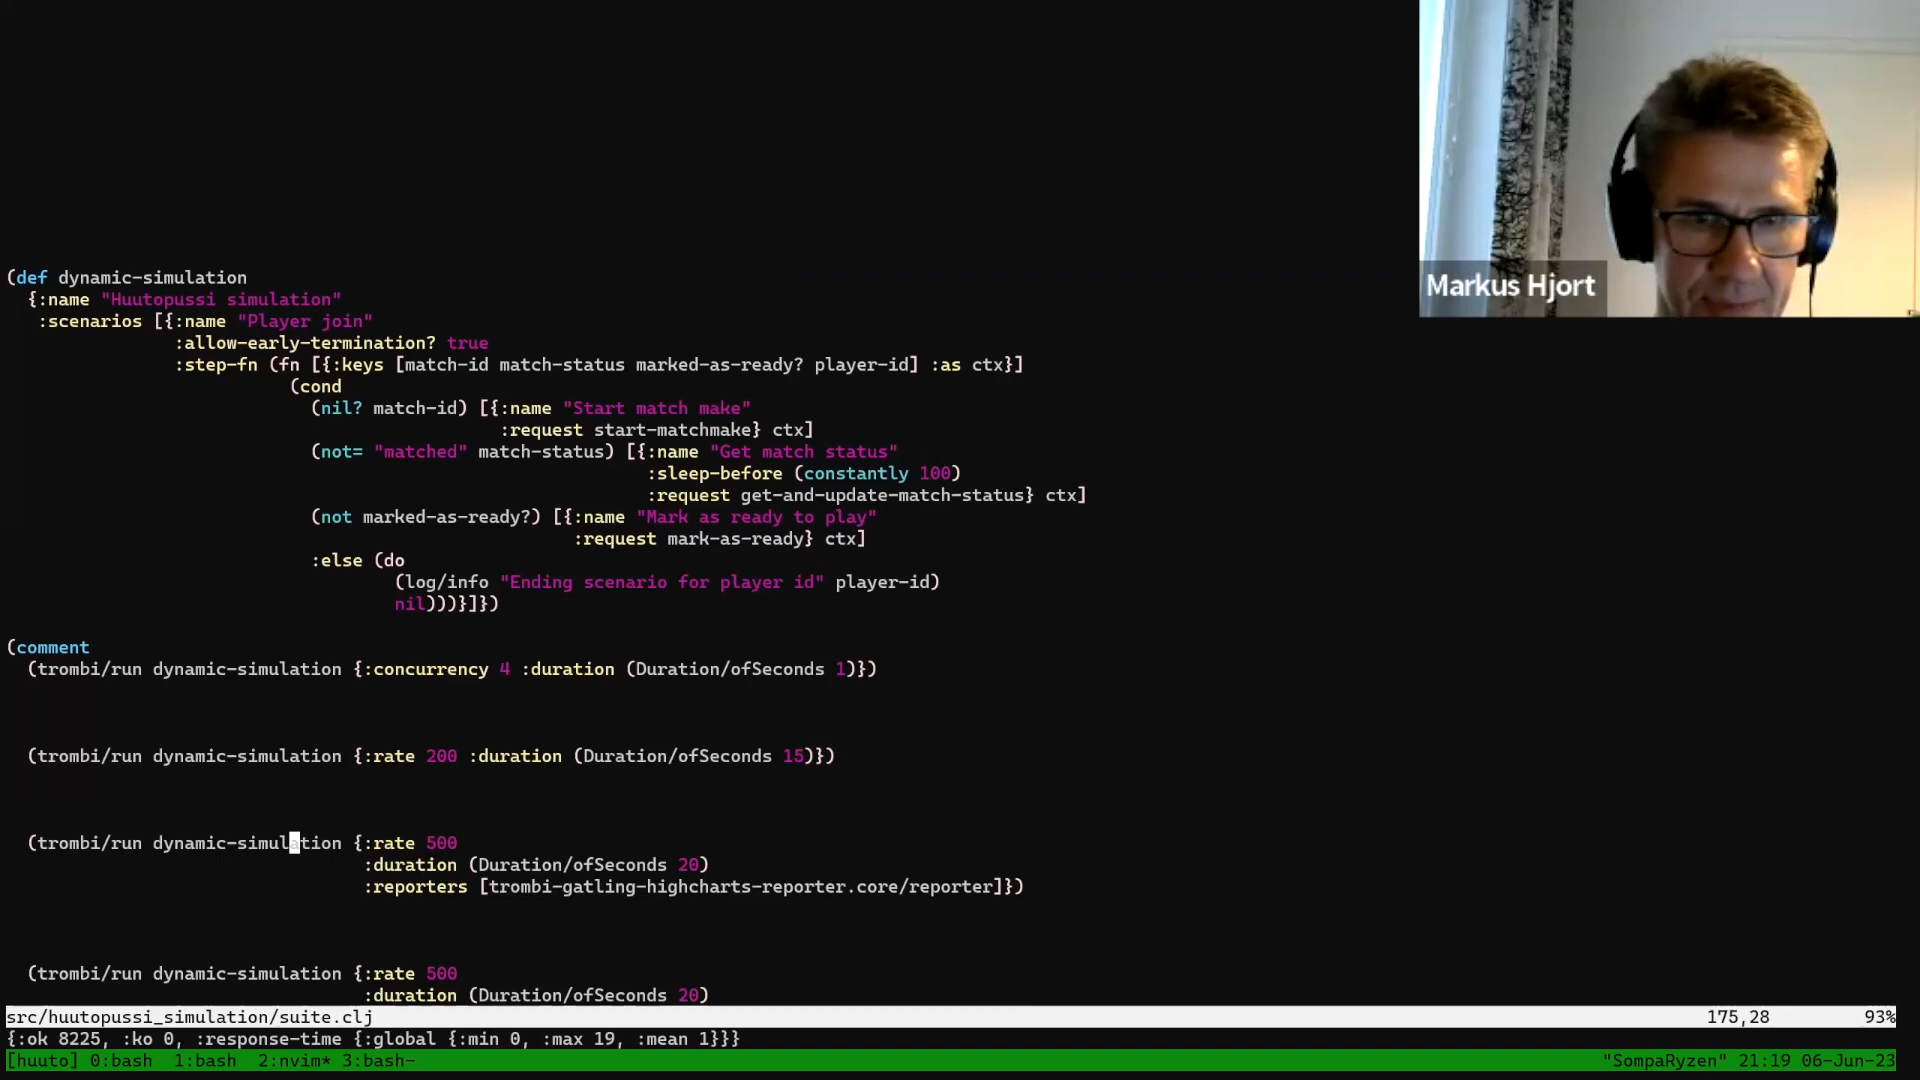 (def dynamic-simulation
{:name "Huutopussi simulation"
:scenarios [{:name "Player join"
:allow-early-termination? true
:step-fn (fn [{:keys [match-id match-status marked-as-ready? player-id] :as ctx}]
(cond
(nil? match-id) [{:name "Start match make"
:request start-matchmake} ctx]
(not= "matched" match-status) [{:name "Get match status"
:sleep-before (constantly 100)
:request get-and-update-match-status} ctx]
(not marked-as-ready?) [{:name "Mark as ready to play"
:request mark-as-ready} ctx]
:else (do
(log/info "Ending scenario for player id" player-id)
nil)))}]})
(comment
(trombi/run dynamic-simulation {:concurrency 4 :duration (Duration/ofSeconds 1)})
(trombi/run dynamic-simulation {:rate 200 :duration (Duration/ofSeconds 15)})
(trombi/run dynamic-simulation {:rate 500
:duration (Duration/ofSeconds 20)
:reporters [trombi-gatling-highcharts-reporter.core/reporter]})
(trombi/run dynamic-simulation {:rate 500
:duration (Duration/ofSeconds 20)
src/huutopussi_simulation/suite.clj 175,28 93%
{:ok 8225, :ko 0, :response-time {:global {:min 0, :max 19, :mean 1}}}
[huuto] 0:bash 1:bash 2:nvim* 3:bash- "SompaRyzen" 21:19 06-Jun-23
Markus Hjort